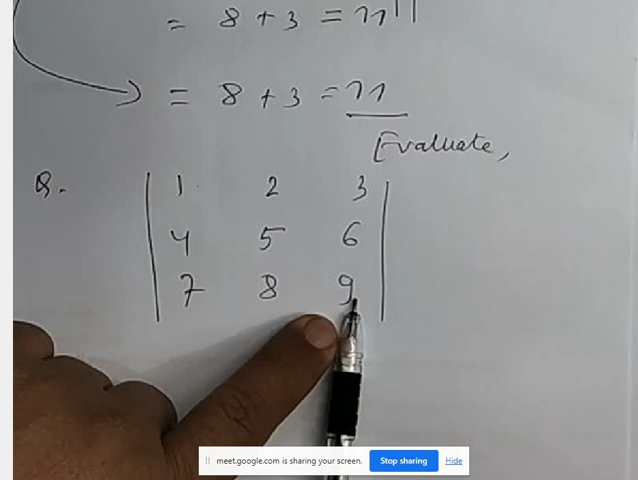 = 8 + 3 = 11
= 8 + 3 = 11
Evaluate,
Q. | 1 2 3 |
4 5 6
7 8 9
meet.google.com is sharing your screen. Stop sharing Hide